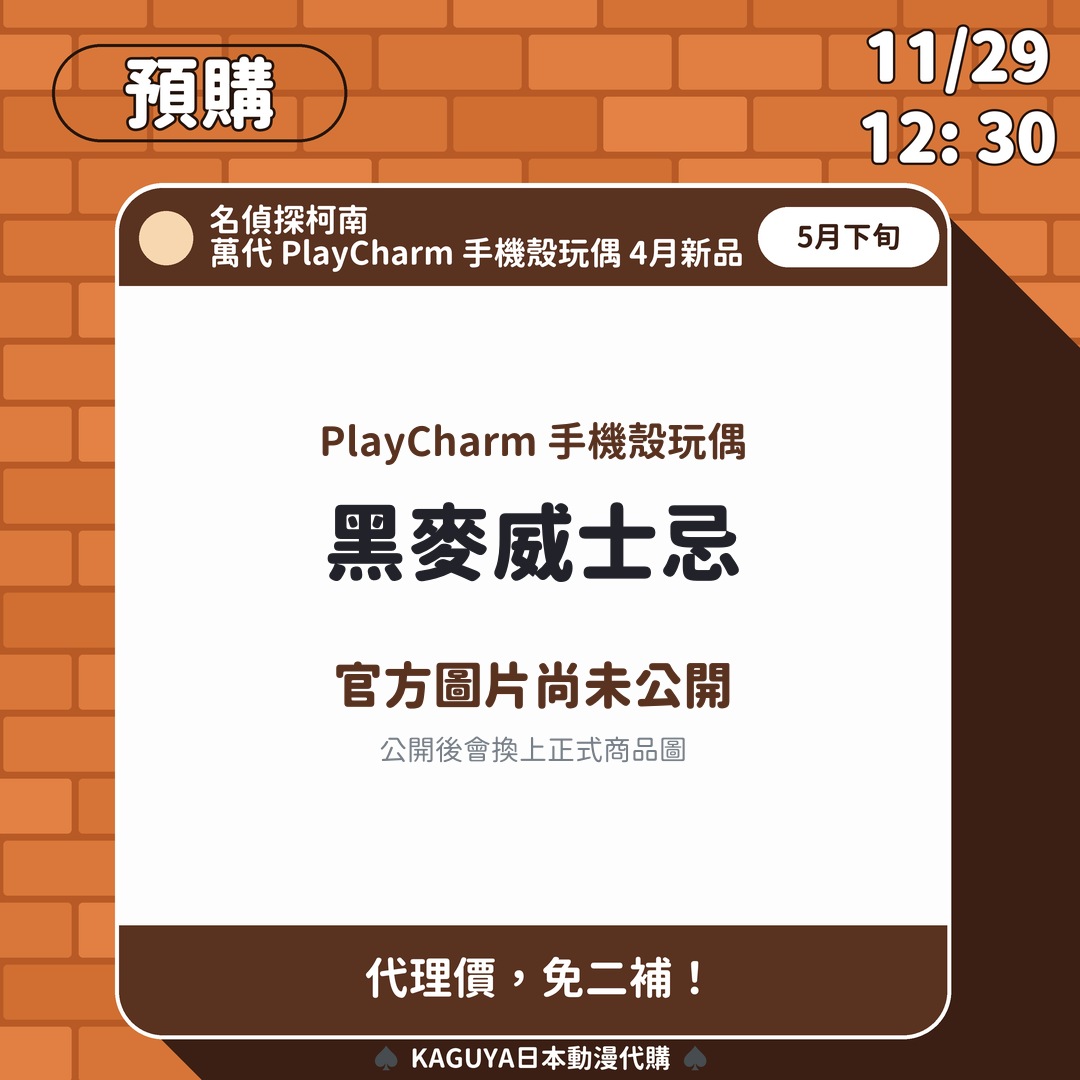 預購
11/29
12: 30
名偵探柯南
萬代 PlayCharm 手機殼玩偶 4月新品
5月下旬
PlayCharm 手機殼玩偶
黑麥威士忌
官方圖片尚未公開
公開後會換上正式商品圖
代理價，免二補！
♠ KAGUYA日本動漫代購 ♠